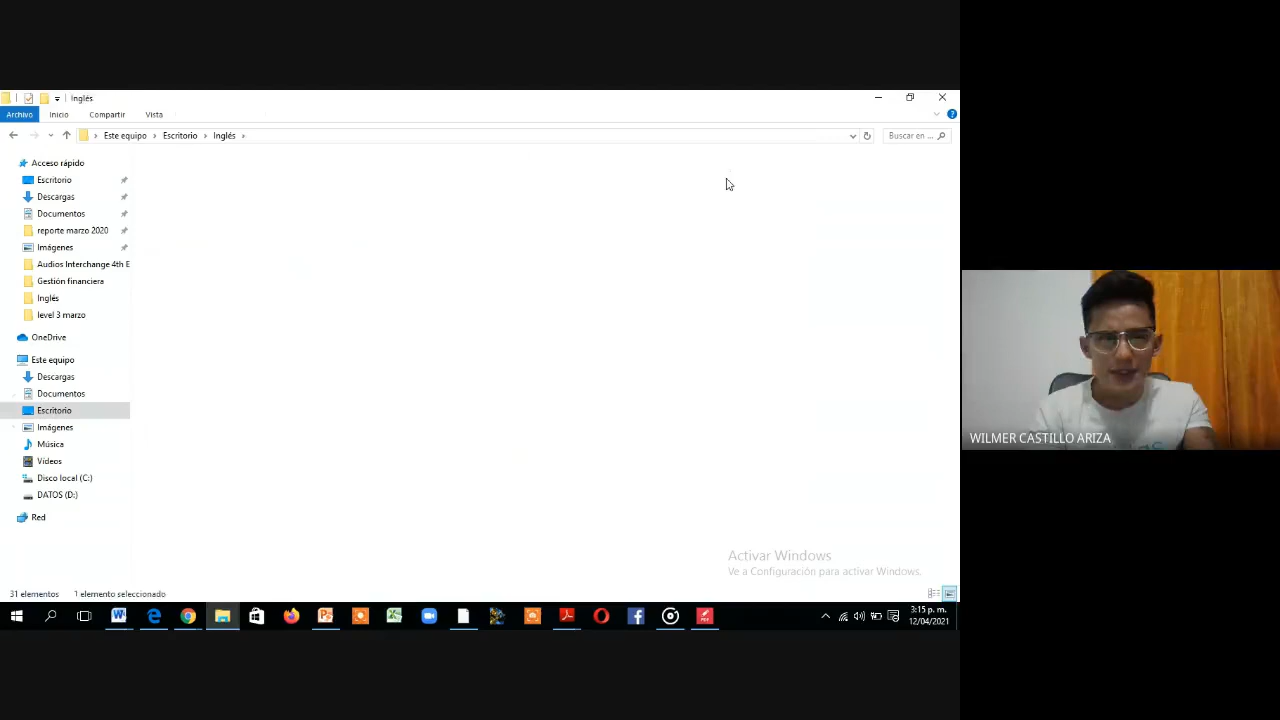 Inglés
Archivo Inicio Compartir Vista
Este equipo Escritorio Inglés
Buscar en ...
Acceso rápido
Escritorio
Descargas
Documentos
reporte marzo 2020
Imágenes
Audios Interchange 4th E
Gestión financiera
Inglés
level 3 marzo
OneDrive
Este equipo
Descargas
Documentos
Escritorio
Imágenes
Música
Vídeos
Disco local (C:)
DATOS (D:)
Red
WILMER CASTILLO ARIZA
Activar Windows
Ve a Configuración para activar Windows.
31 elementos 1 elemento seleccionado
3:15 p. m.
12/04/2021